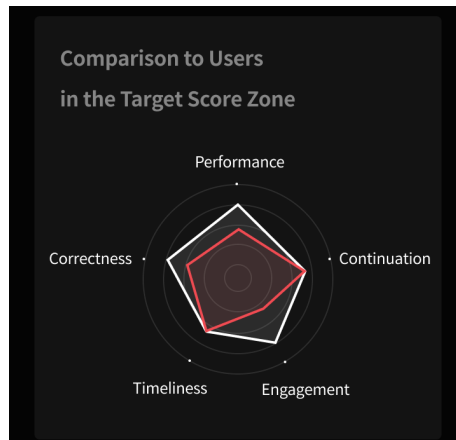 Comparison to Users
in the Target Score Zone
Performance
Correctness
Continuation
Timeliness
Engagement